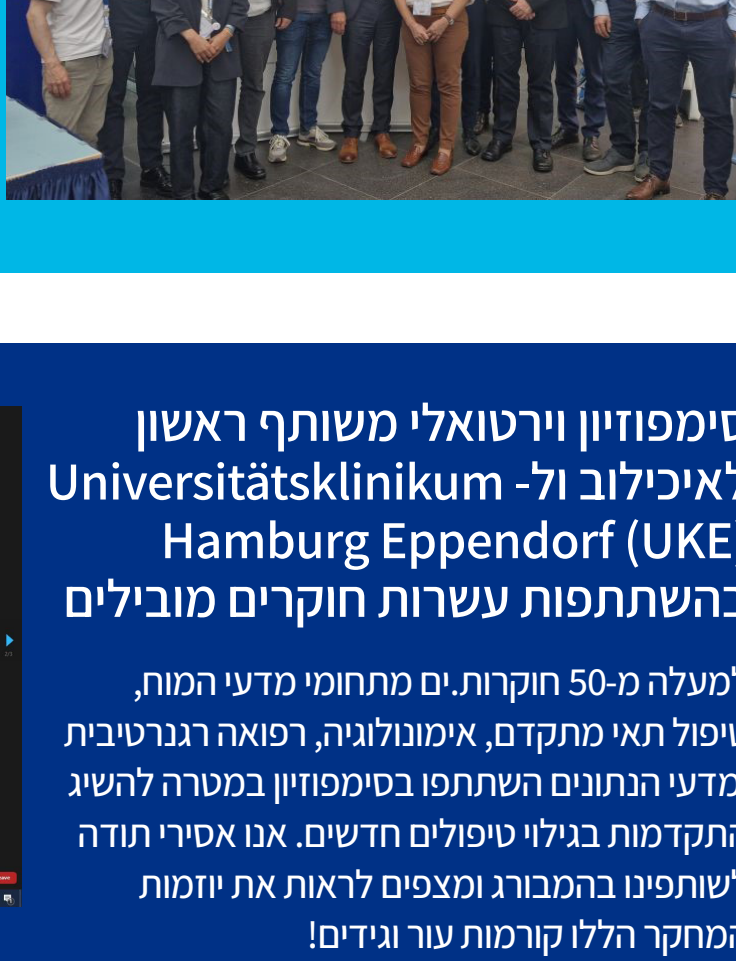 סימפוזיון וירטואלי משותף ראשון
לאיכילוב ול- Universitätsklinikum
Hamburg Eppendorf (UKE)
בהשתתפות עשרות חוקרים מובילים
למעלה מ-50 חוקרות.ים מתחומי מדעי המוח,
טיפול תאי מתקדם, אימונולוגיה, רפואה רגנרטיבית
ומדעי הנתונים השתתפו בסימפוזיון במטרה להשיג
התקדמות בגילוי טיפולים חדשים. אנו אסירי תודה
לשותפינו בהמבורג ומצפים לראות את יוזמות
המחקר הללו קורמות עור וגידים!